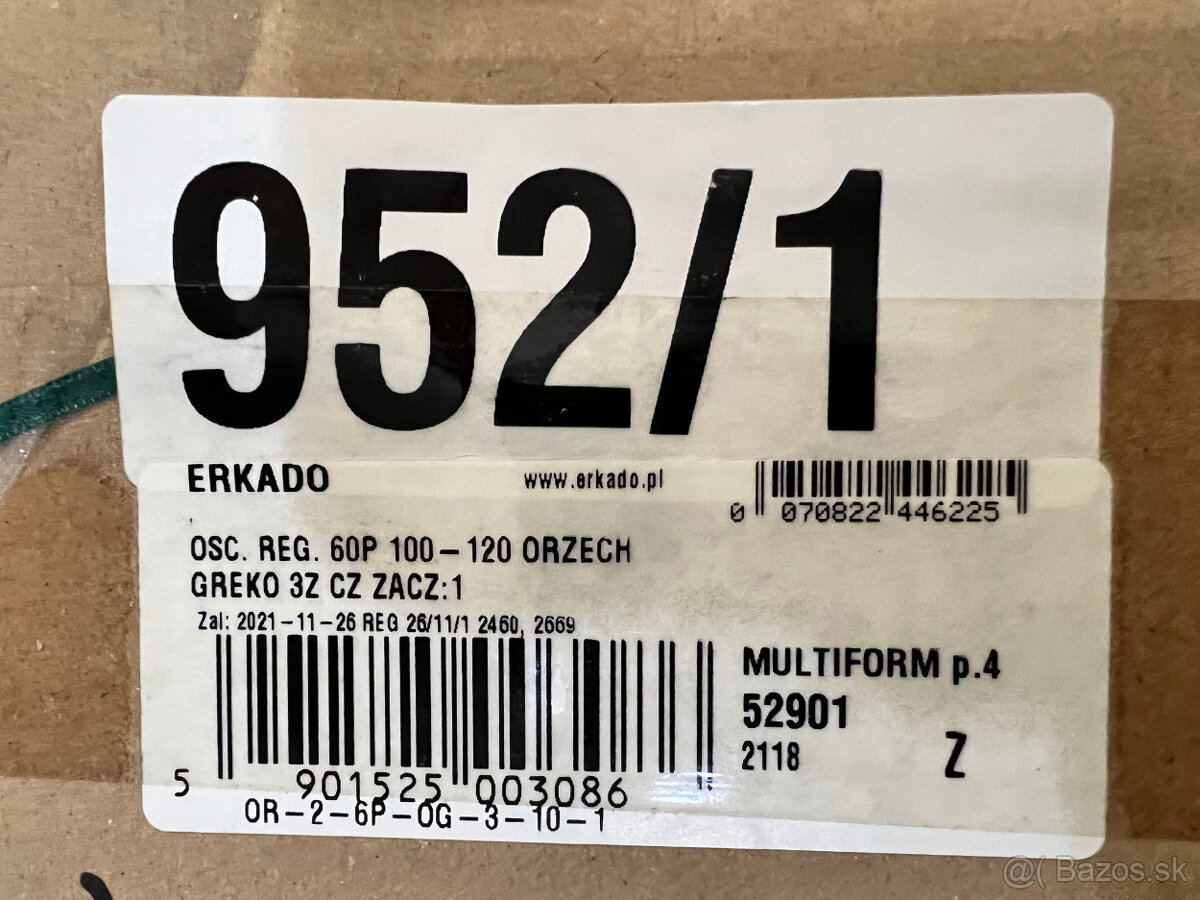 952/1
ERKADO
www.erkado.pl
0 070822 446225
OSC. REG. 60P 100-120 ORZECH
GREKO 3Z CZ ZACZ:1
Zal: 2021-11-26 REG 26/11/1 2460, 2669
MULTIFORM p.4
52901
2118
Z
5 901525 003086
OR-2-6P-OG-3-10-1
@( Bazos.sk